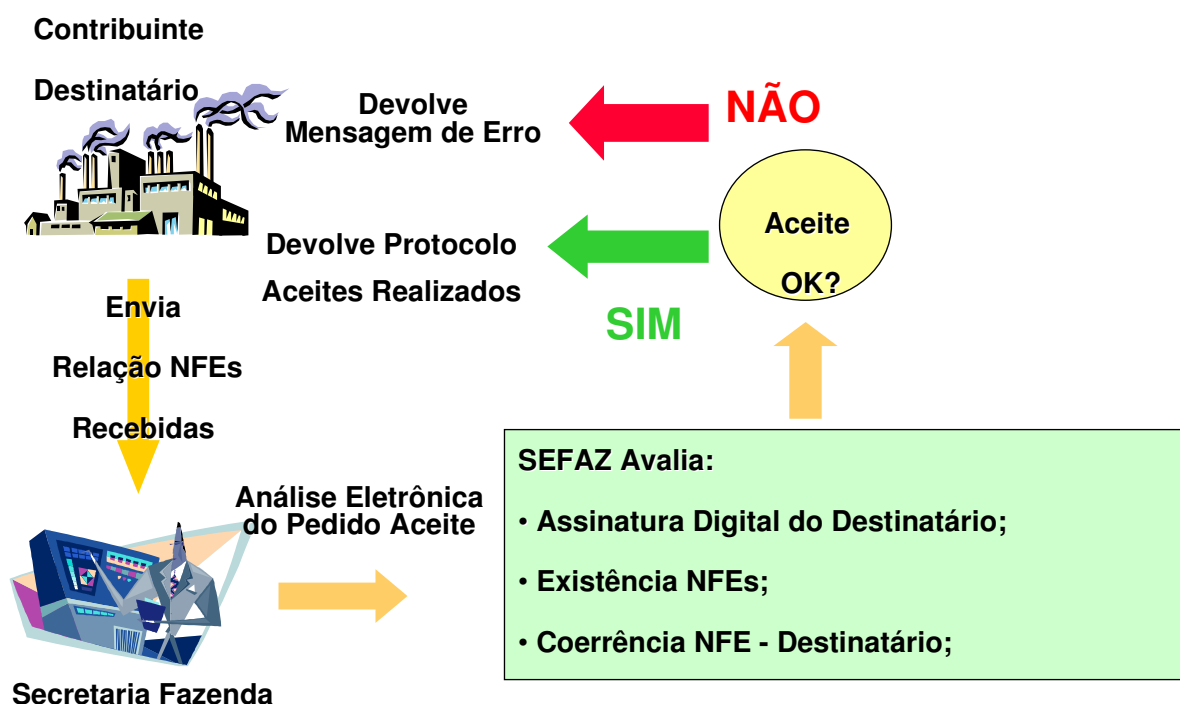 Contribuinte
Destinatário
Devolve
Mensagem de Erro
NÃO
Aceite
OK?
Devolve Protocolo
Aceites Realizados
SIM
Envia
Relação NFEs
Recebidas
Análise Eletrônica
do Pedido Aceite
SEFAZ Avalia:
• Assinatura Digital do Destinatário;
• Existência NFEs;
• Coerrência NFE - Destinatário;
Secretaria Fazenda